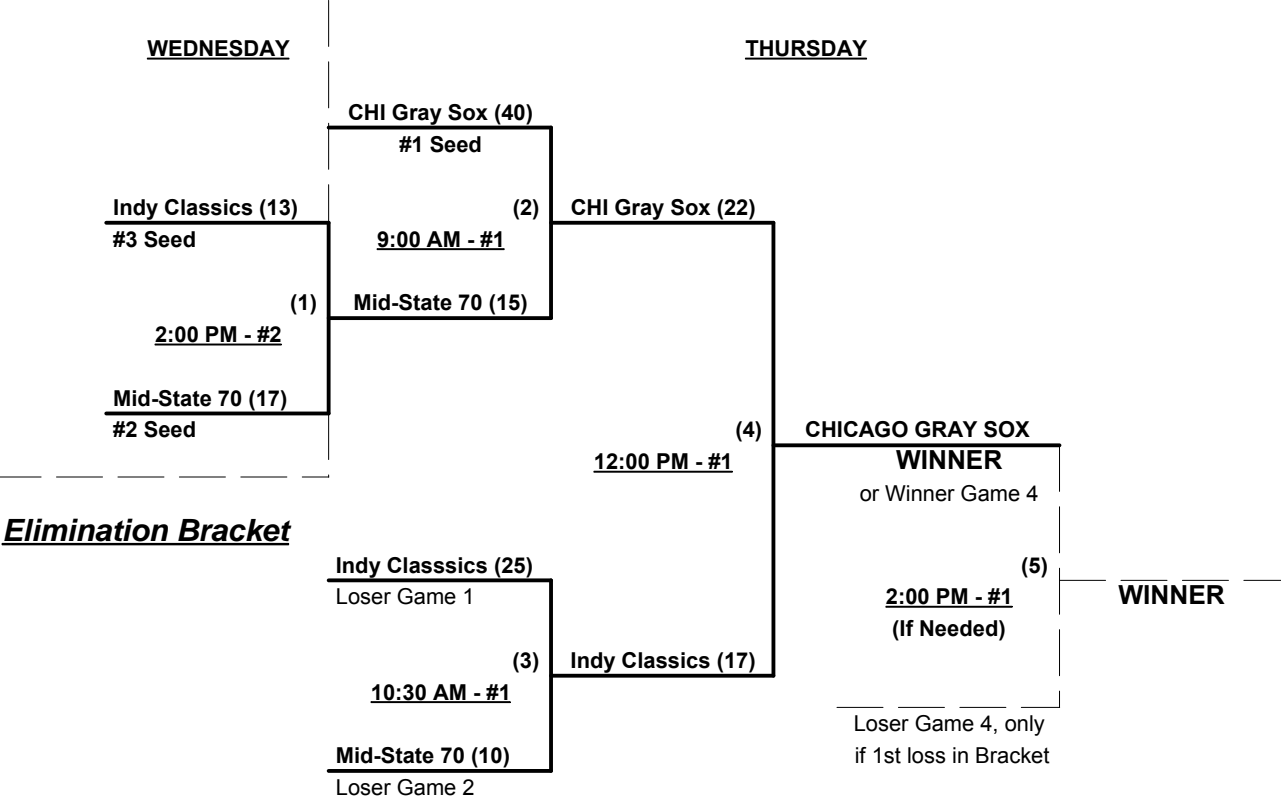 WEDNESDAY
THURSDAY
CHI Gray Sox (40)
#1 Seed
Indy Classics (13)
#3 Seed
(2)
9:00 AM - #1
CHI Gray Sox (22)
(1)
2:00 PM - #2
Mid-State 70 (15)
Mid-State 70 (17)
#2 Seed
(4)
12:00 PM - #1
CHICAGO GRAY SOX
WINNER
or Winner Game 4
Elimination Bracket
Indy Classsics (25)
Loser Game 1
(5)
2:00 PM - #1
(If Needed)
WINNER
(3)
10:30 AM - #1
Indy Classics (17)
Mid-State 70 (10)
Loser Game 2
Loser Game 4, only
if 1st loss in Bracket